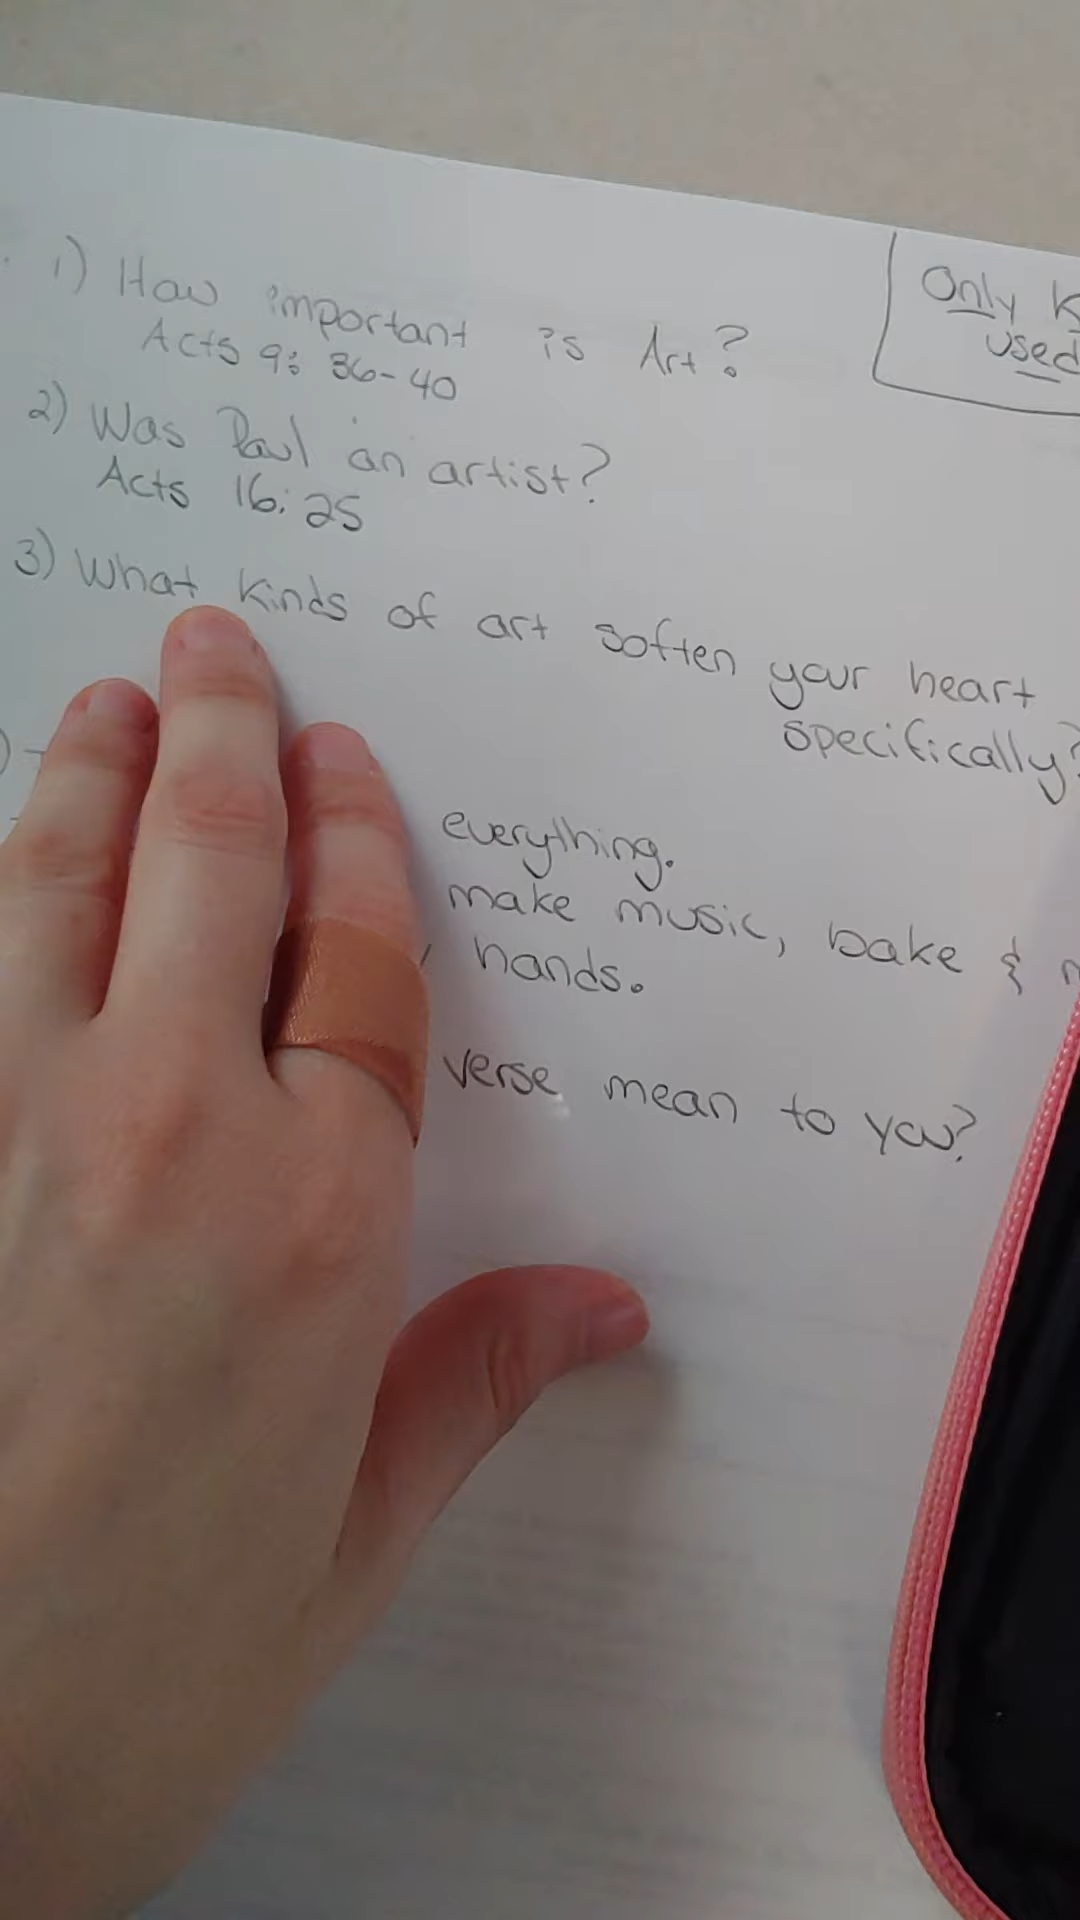 1) How important is Art?
Acts 9: 36-40
2) Was Paul an artist?
Acts 16:25
3) What kinds of art soften your heart
specifically?
everything.
make music, bake &
hands.
verse mean to you?
Only
used